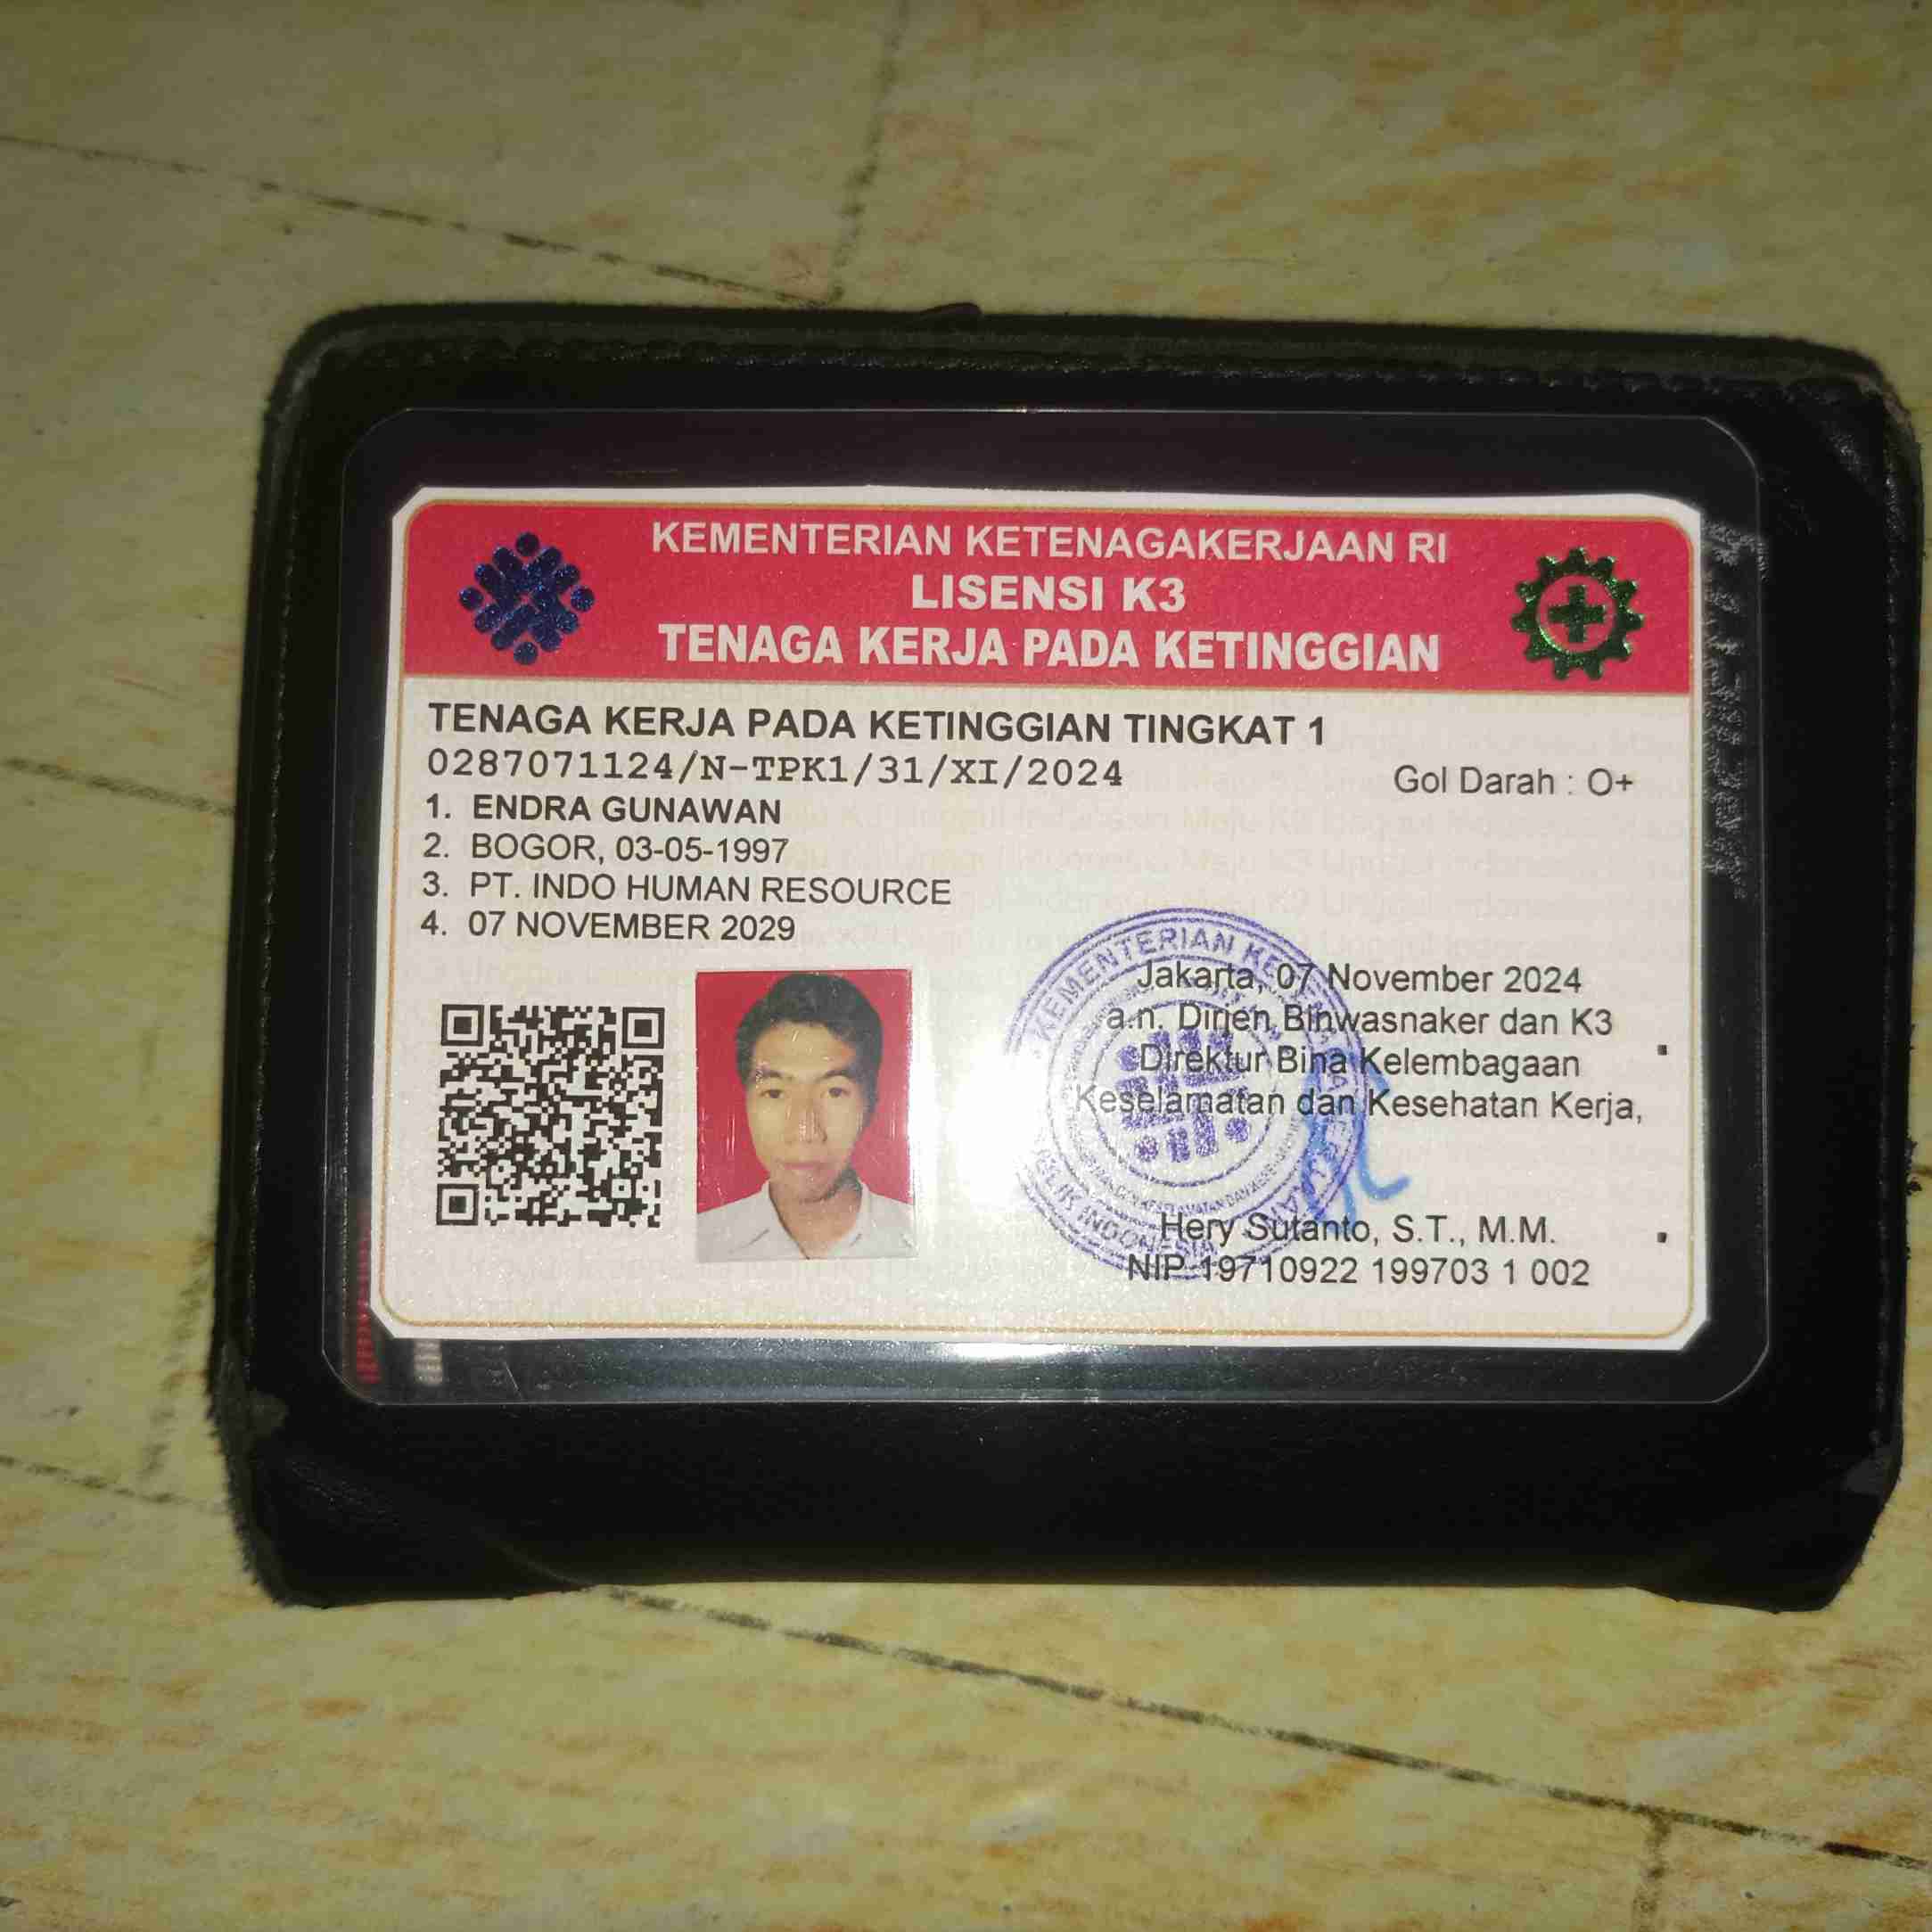 KEMENTERIAN KETENAGAKERJAAN RI
LISENSI K3
TENAGA KERJA PADA KETINGGIAN
TENAGA KERJA PADA KETINGGIAN TINGKAT 1
0287071124/N-TPK1/31/XI/2024
Gol Darah : O+
1. ENDRA GUNAWAN
2. BOGOR, 03-05-1997
3. PT. INDO HUMAN RESOURCE
4. 07 NOVEMBER 2029
Jakarta, 07 November 2024
a.n. Dirjen Binwasnaker dan K3
Direktur Bina Kelembagaan
Keselamatan dan Kesehatan Kerja,
Hery Sutanto, S.T., M.M.
NIP 19710922 199703 1 002
KEMENTERIAN
INDONESIA